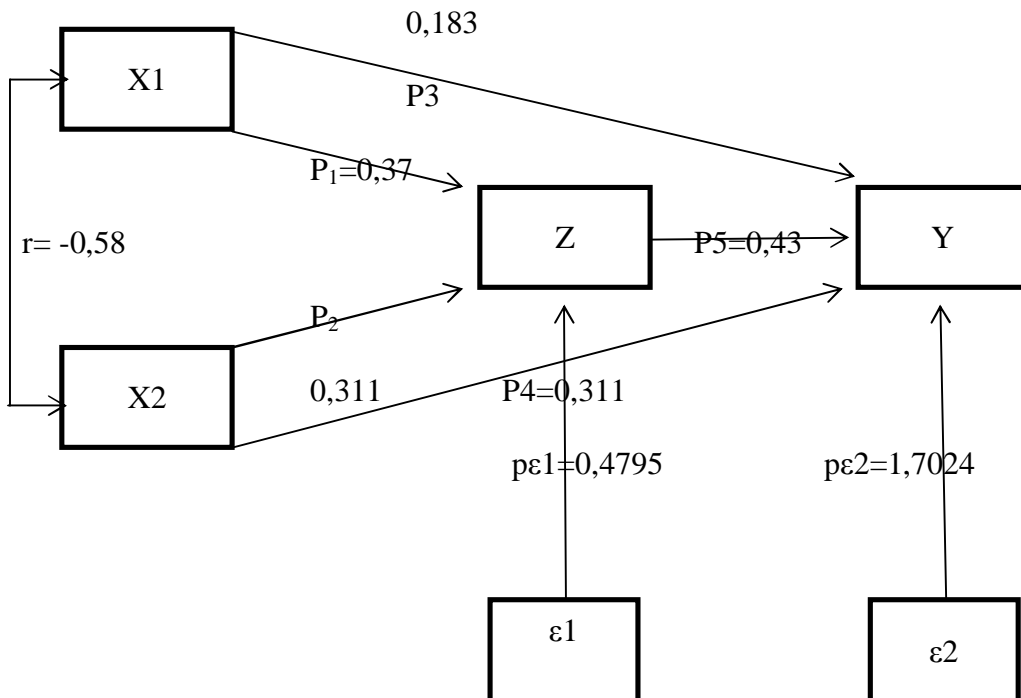 0,183
X1
P3
P₁=0,37
Z
Y
r= -0,58
P5=0,43
P₂
X2
0,311
P4=0,311
pε1=0,4795
pε2=1,7024
ε1
ε2